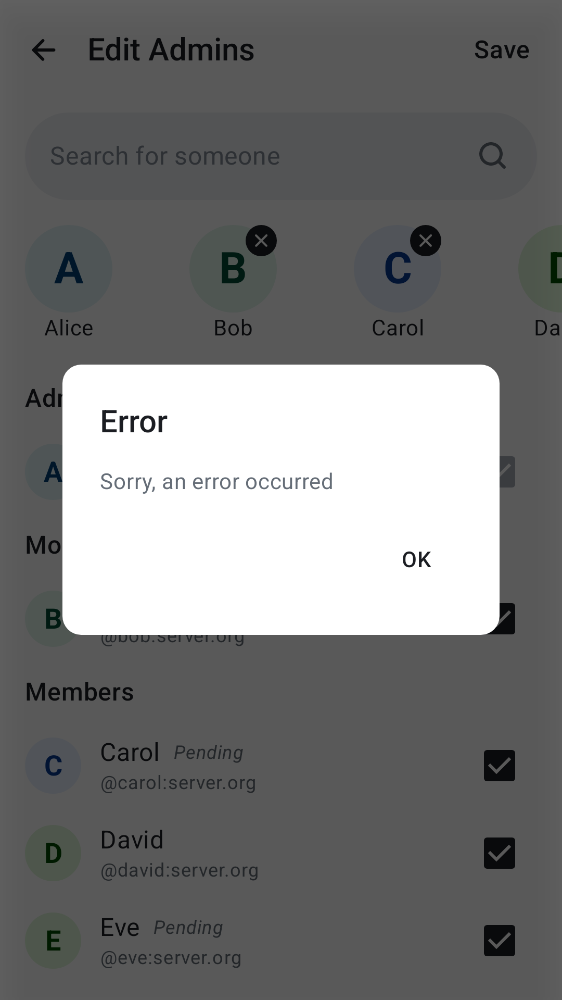 Edit Admins
Save
Search for someone
A
B
C
D
Alice
Bob
Carol
Da
Adr
A
Error
Sorry, an error occurred
OK
Mo
B
@bob:server.org
Members
C
Carol Pending
@carol:server.org
D
David
@david:server.org
E
Eve Pending
@eve:server.org